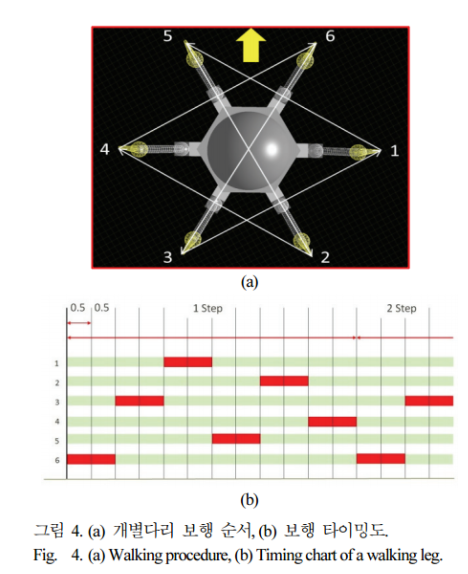 5 6
4 1
3 2
(a)
0.5 0.5 1 Step 2 Step
1
2
3
4
5
6
(b)
그림 4. (a) 개별다리 보행 순서, (b) 보행 타이밍도.
Fig. 4. (a) Walking procedure, (b) Timing chart of a walking leg.